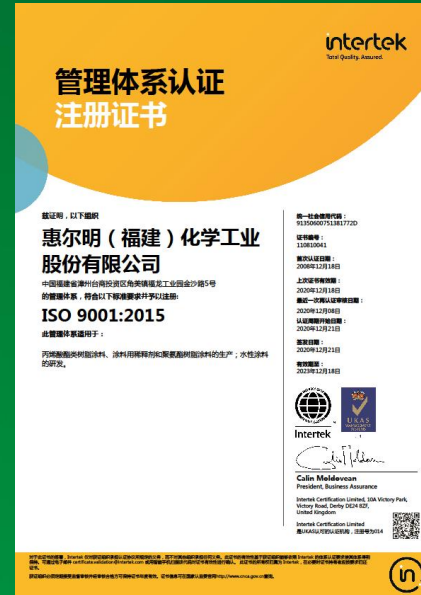 intertek
Total Quality. Assured.
管理体系认证
注册证书
兹证明，以下组织
惠尔明（福建）化学工业
股份有限公司
中国福建省漳州台商投资区角美镇福龙工业园金沙路5号
的管理体系，符合以下标准要求并予以注册:
ISO 9001:2015
此管理体系适用于：
丙烯酸酯类树脂涂料、涂料用稀释剂和聚氨酯树脂涂料的生产；水性涂料
的研发。
统一社会信用代码：
91350600751381772D
证书编号：
110810041
首次认证日期：
2008年12月18日
上次证书有效期：
2020年12月18日
最近一次再认证审核日期：
2020年12月08日
认证周期开始日期：
2020年12月21日
签发日期：
2020年12月21日
有效期至：
2023年12月18日
Intertek
UKAS
MANAGEMENT
SYSTEMS
Calin Moldovean
President, Business Assurance
Intertek Certification Limited, 10A Victory Park,
Victory Road, Derby DE24 8ZF,
United Kingdom
Intertek Certification Limited
是UKAS认可的认证机构，注册号为014
in